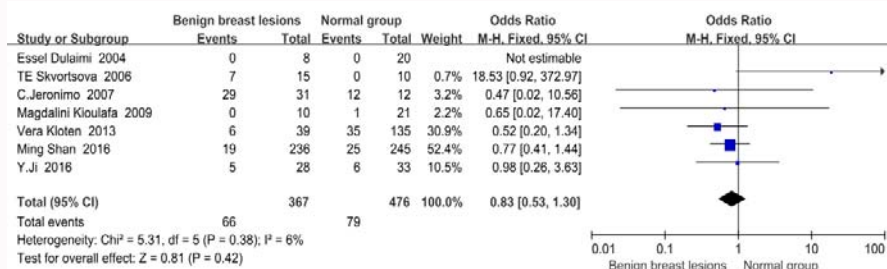 Benign breast lesions Normal group Odds Ratio Odds Ratio
Study or Subgroup Events Total Events Total Weight M-H, Fixed, 95% CI M-H, Fixed, 95% CI
Essel Dulaimi 2004 0 8 0 20 Not estimable
TE Skvortsova 2006 7 15 0 10 0.7% 18.53 [0.92, 372.97]
C.Jeronimo 2007 29 31 12 12 3.2% 0.47 [0.02, 10.56]
Magdalini Kioulafa 2009 0 10 1 21 2.4% 0.65 [0.02, 17.40]
Vera Kloten 2013 6 39 35 135 30.9% 0.52 [0.20, 1.34]
Ming Shan 2016 19 236 25 245 52.4% 0.77 [0.41, 1.44]
Y.Ji 2016 5 28 6 33 10.5% 0.98 [0.26, 3.63]
Total (95% CI) 367 476 100.0% 0.83 [0.53, 1.30]
Total events 66 79
Heterogeneity: Chi² = 5.31, df = 5 (P = 0.38); I² = 6%
Test for overall effect: Z = 0.81 (P = 0.42)
0.01 0.1 1 10 100
Benign breast lesions Normal group